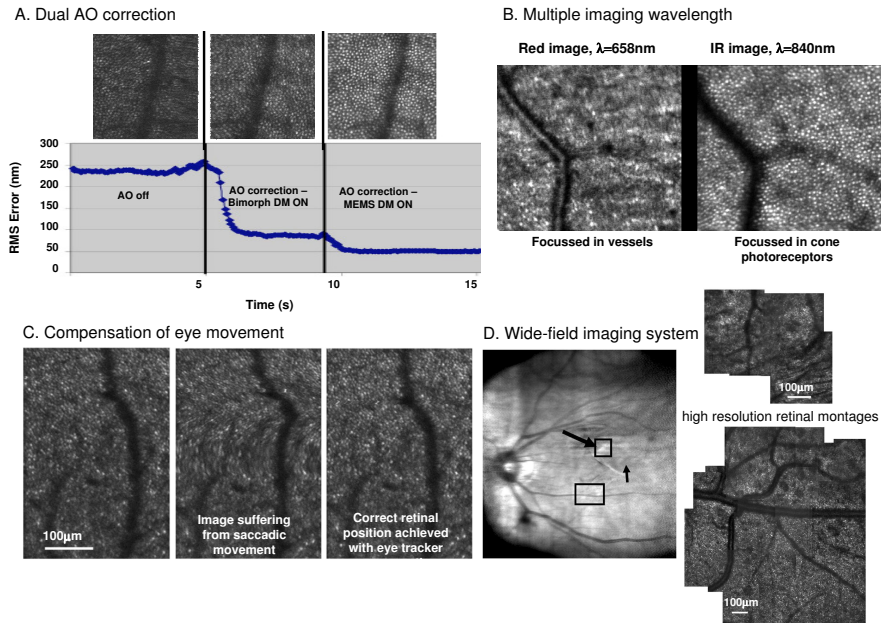 A. Dual AO correction
300
250
200
150
100
50
0
RMS Error (nm)
AO off
AO correction –
Bimorph DM ON
AO correction –
MEMS DM ON
5
10
15
Time (s)
B. Multiple imaging wavelength
Red image, λ=658nm
IR image, λ=840nm
Focussed in vessels
Focussed in cone
photoreceptors
C. Compensation of eye movement
100µm
Image suffering
from saccadic
movement
Correct retinal
position achieved
with eye tracker
D. Wide-field imaging system
100µm
high resolution retinal montages
100µm